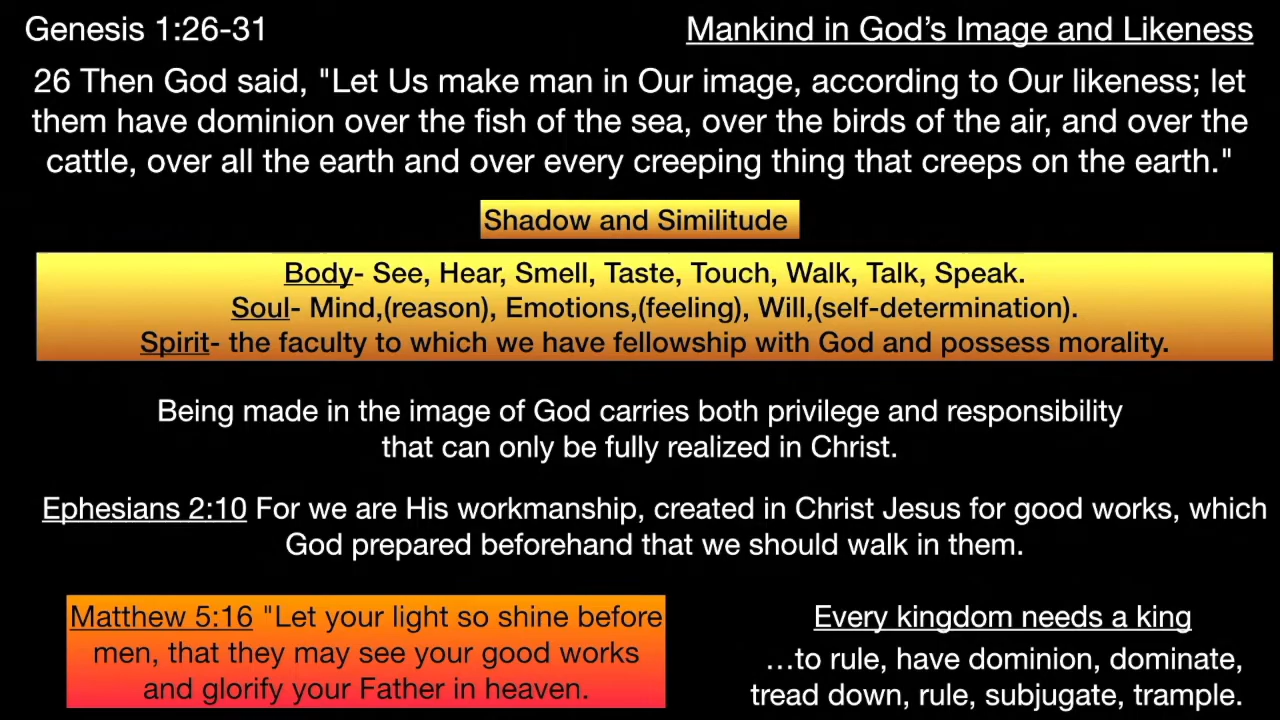 Genesis 1:26-31
Mankind in God’s Image and Likeness
26 Then God said, "Let Us make man in Our image, according to Our likeness; let
them have dominion over the fish of the sea, over the birds of the air, and over the
cattle, over all the earth and over every creeping thing that creeps on the earth."
Shadow and Similitude
Body- See, Hear, Smell, Taste, Touch, Walk, Talk, Speak.
Soul- Mind,(reason), Emotions,(feeling), Will,(self-determination).
Spirit- the faculty to which we have fellowship with God and possess morality.
Being made in the image of God carries both privilege and responsibility
that can only be fully realized in Christ.
Ephesians 2:10 For we are His workmanship, created in Christ Jesus for good works, which
God prepared beforehand that we should walk in them.
Matthew 5:16 "Let your light so shine before
men, that they may see your good works
and glorify your Father in heaven.
Every kingdom needs a king
…to rule, have dominion, dominate,
tread down, rule, subjugate, trample.